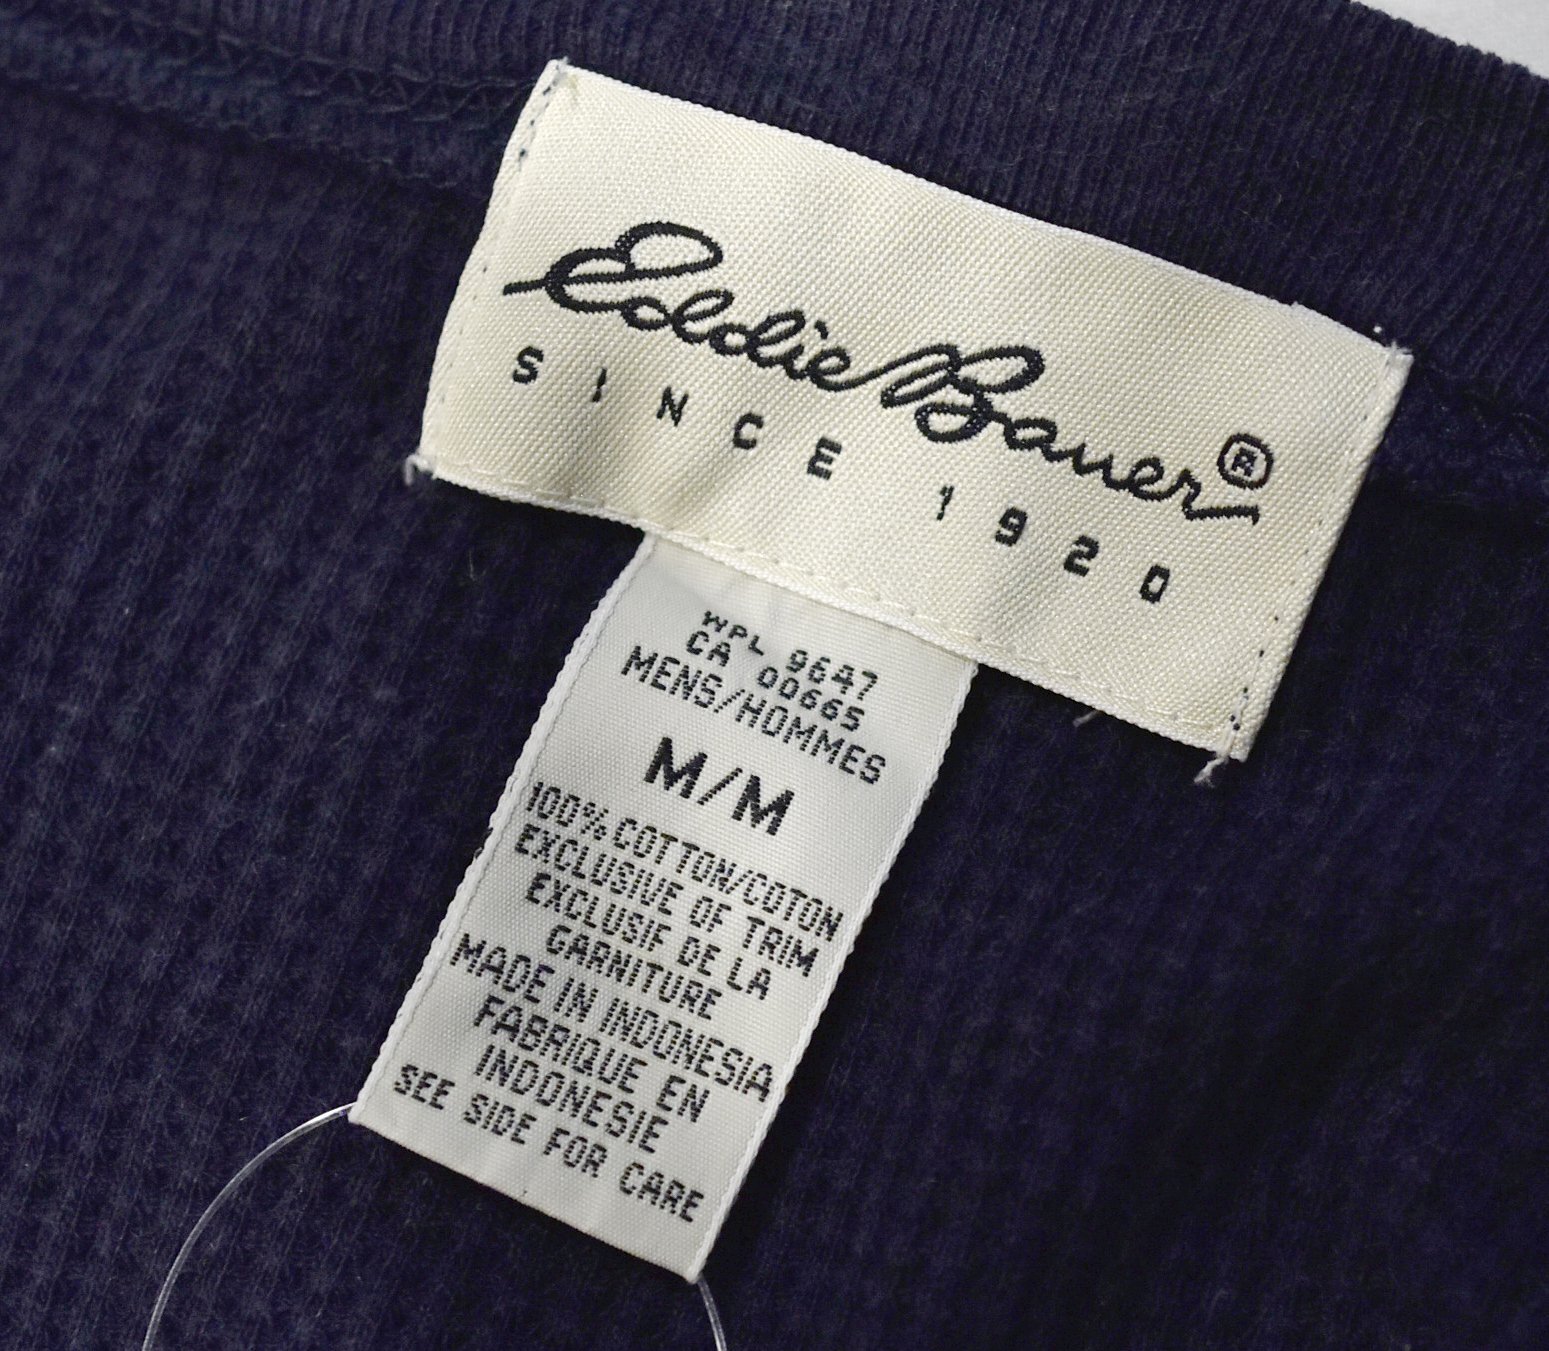 Eddie Bauer®
SINCE 1920
WPL 9647
CA 00665
MENS/HOMMES
M/M
100% COTTON/COTON
EXCLUSIVE OF TRIM
EXCLUSIF DE LA
GARNITURE
MADE IN INDONESIA
FABRIQUE EN
INDONESIE
SEE SIDE FOR CARE